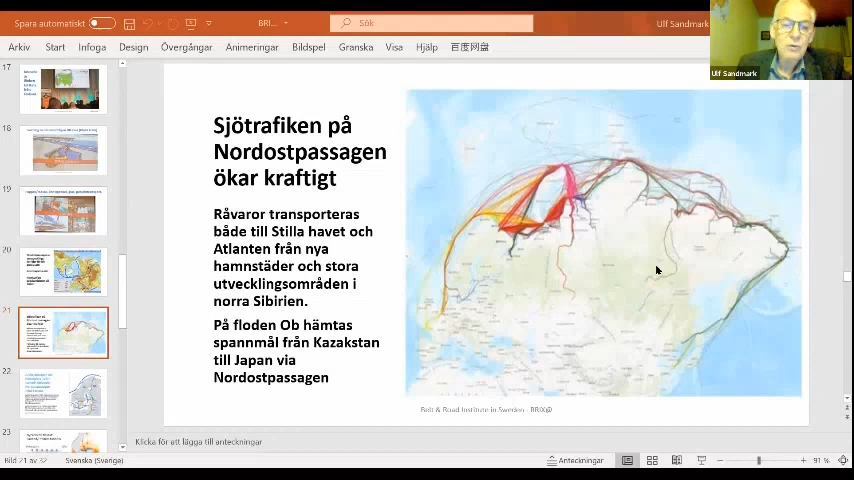 Spara automatiskt
BRI...
Sök
Ulf Sandmark
Arkiv
Start
Infoga
Design
Övergångar
Animeringar
Bildspel
Granska
Visa
Hjälp
百度网盘
Ulf Sandmark
17
18
19
20
21
22
23
Sjötrafiken på
Nordostpassagen
ökar kraftigt
Råvaror transporteras
både till Stilla havet och
Atlanten från nya
hamnstäder och stora
utvecklingsområden i
norra Sibirien.
På floden Ob hämtas
spannmål från Kazakstan
till Japan via
Nordostpassagen
Belt & Road Institute in Sweden - BRIX@
Klicka för att lägga till anteckningar
Bild 21 av 32
Svenska (Sverige)
Anteckningar
91 %